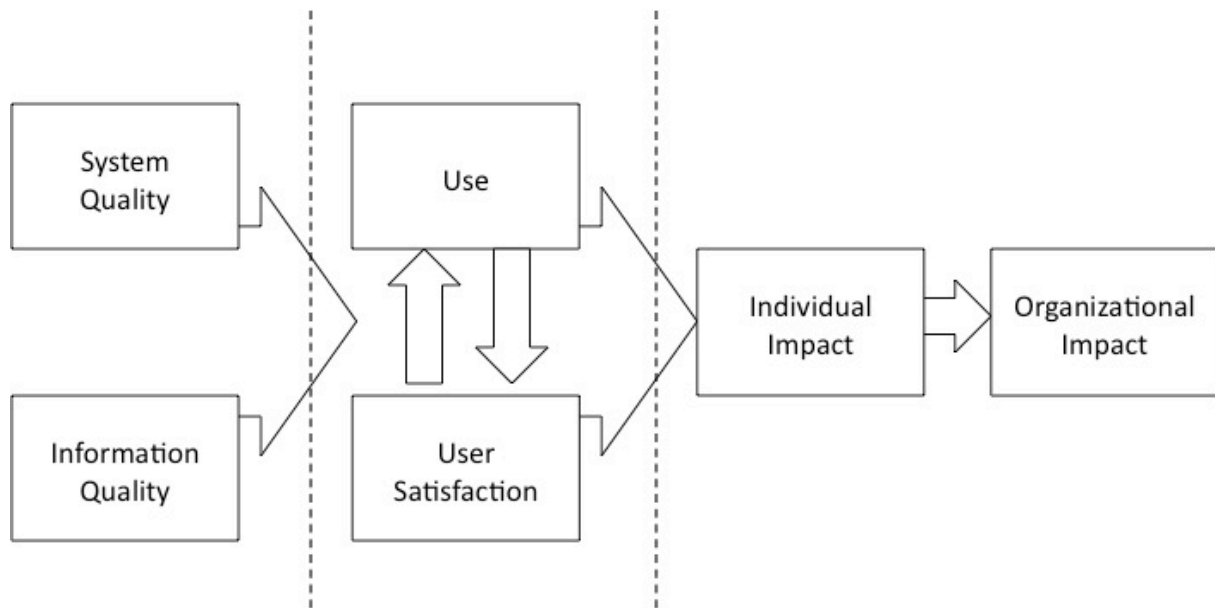 System
Quality
Use
Individual
Impact
Organizational
Impact
Information
Quality
User
Satisfaction